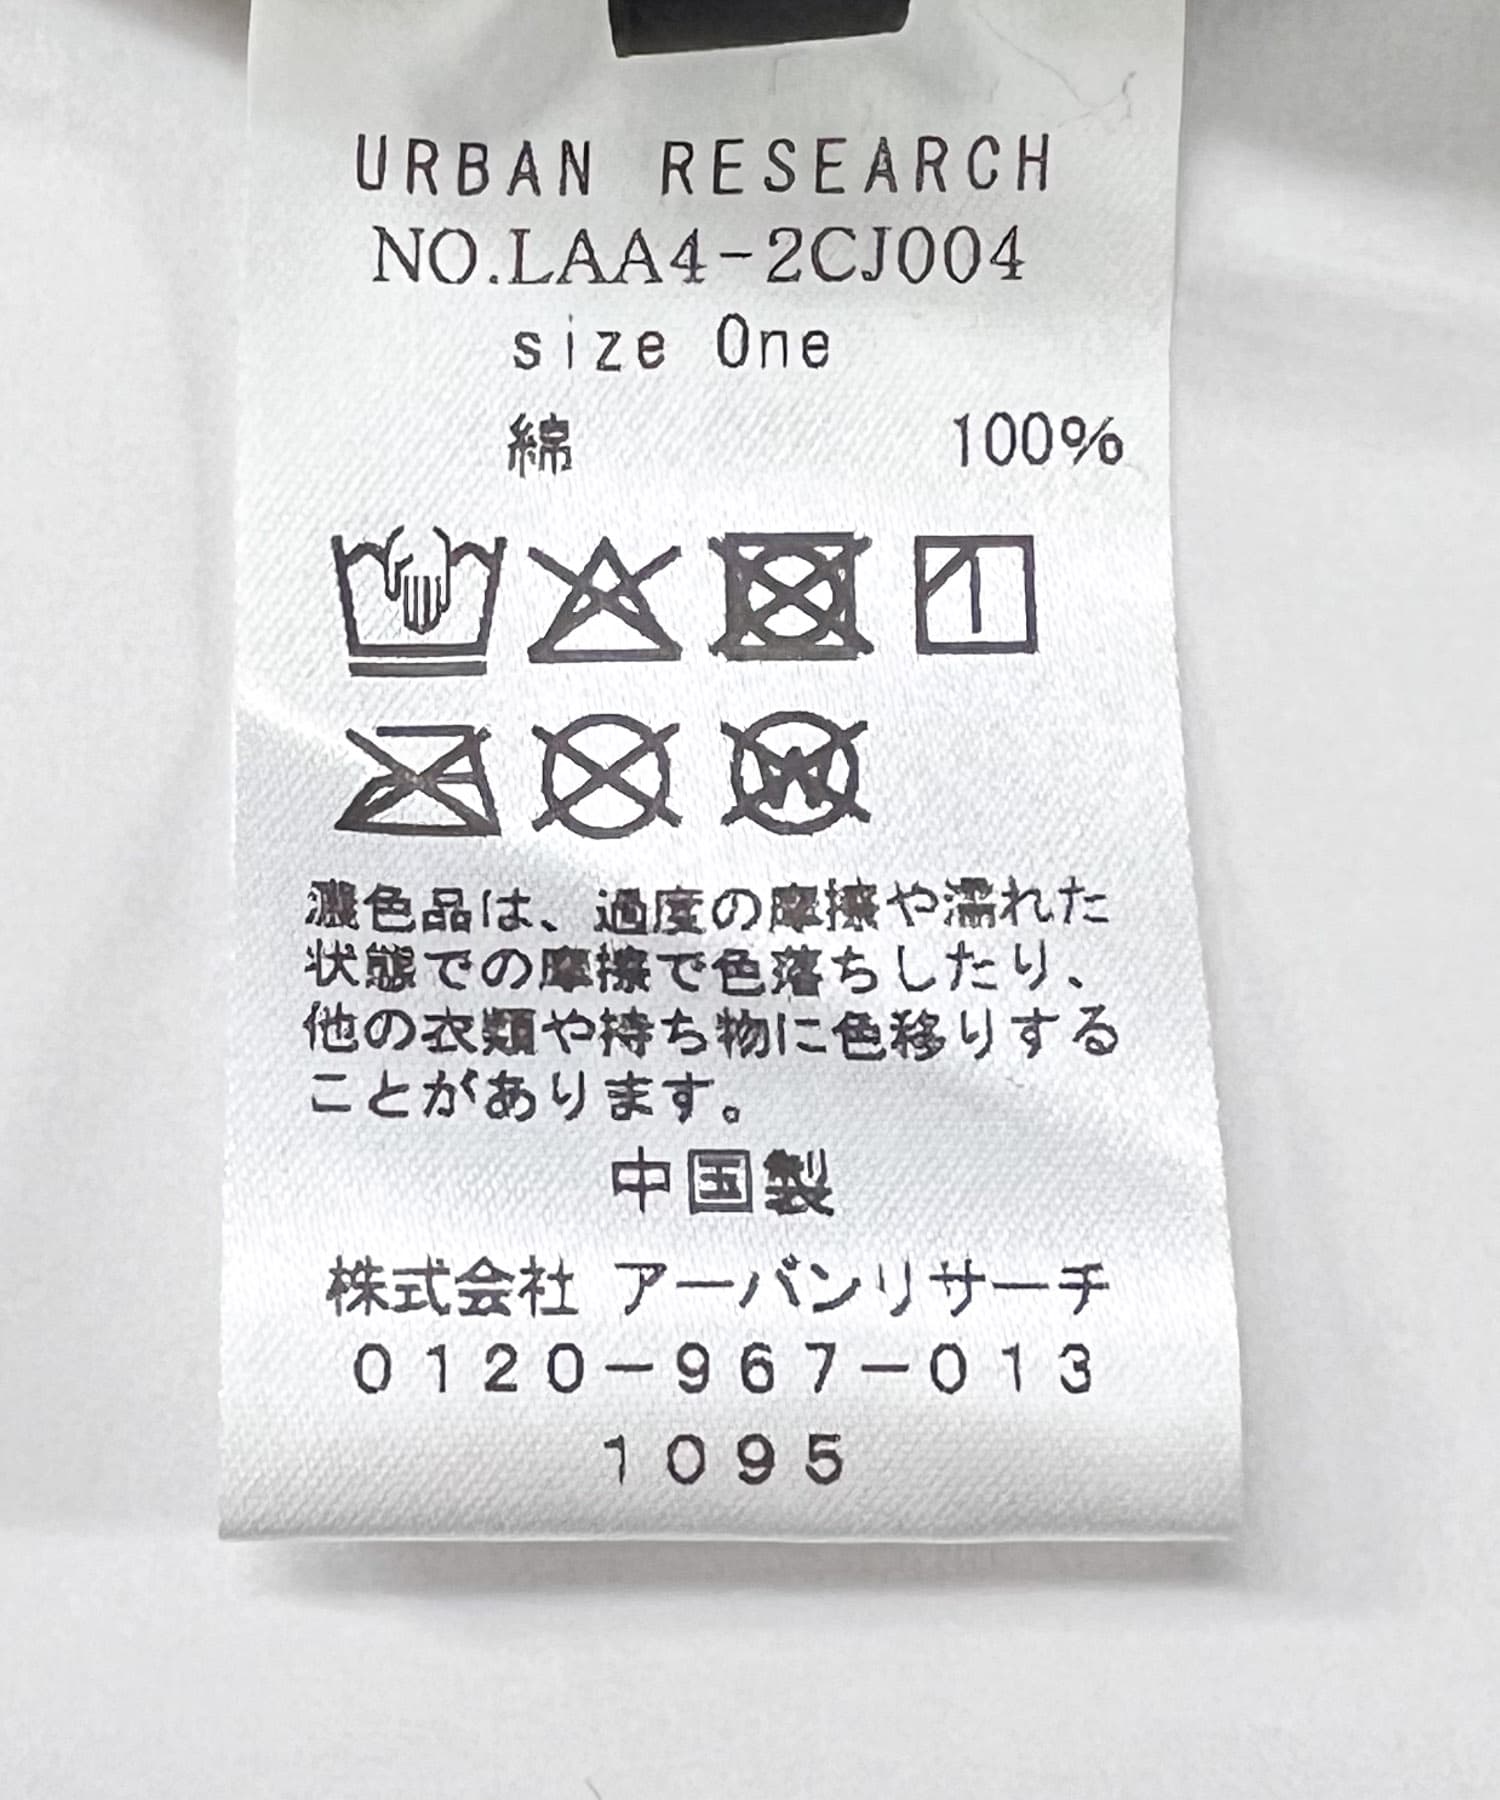 URBAN RESEARCH
NO.LAA4-2CJ004
size One
綿 100%
濃色品は、過度の摩擦や濡れた
状態での摩擦で色落ちしたり、
他の衣類や持ち物に色移りする
ことがあります。
中国製
株式会社 アーバンリサーチ
0120-967-013
1095